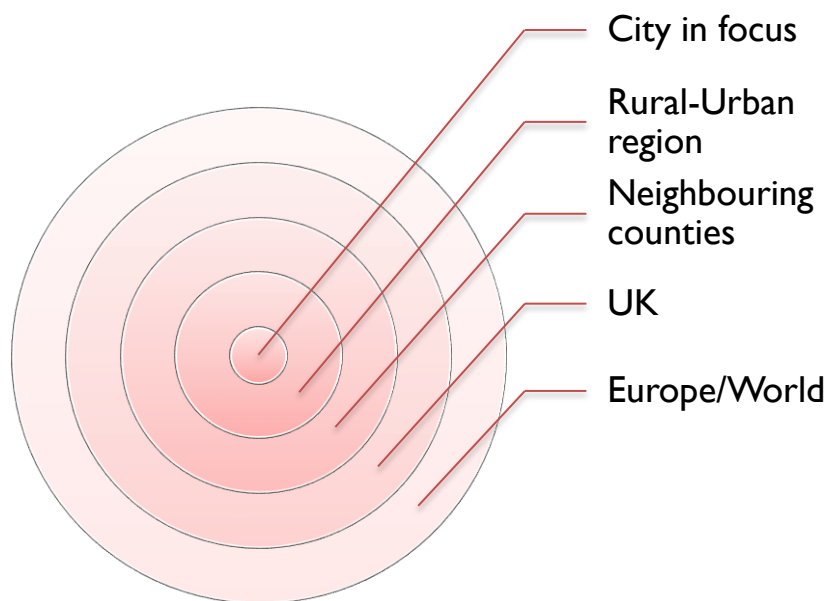 City in focus
Rural-Urban
region
Neighbouring
counties
UK
Europe/World